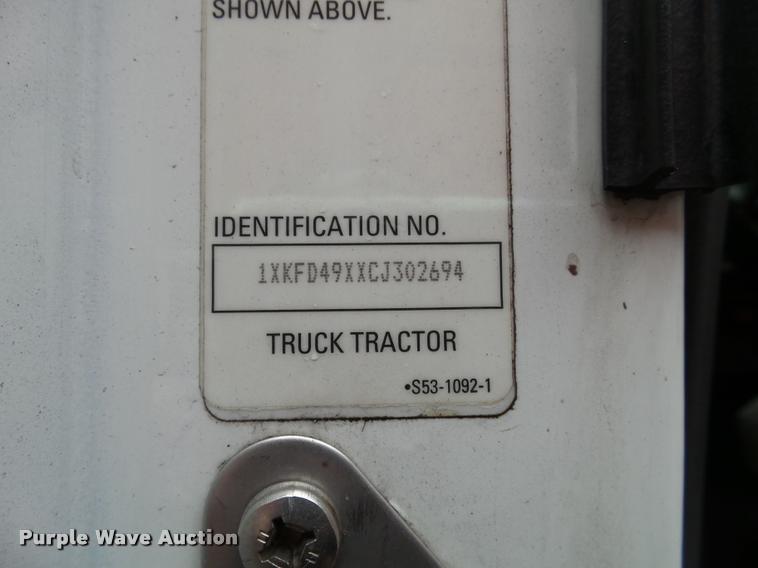 SHOWN ABOVE.
IDENTIFICATION NO.
1XKFD49XXCJ302694
TRUCK TRACTOR
•S53-1092-1
Purple Wave Auction